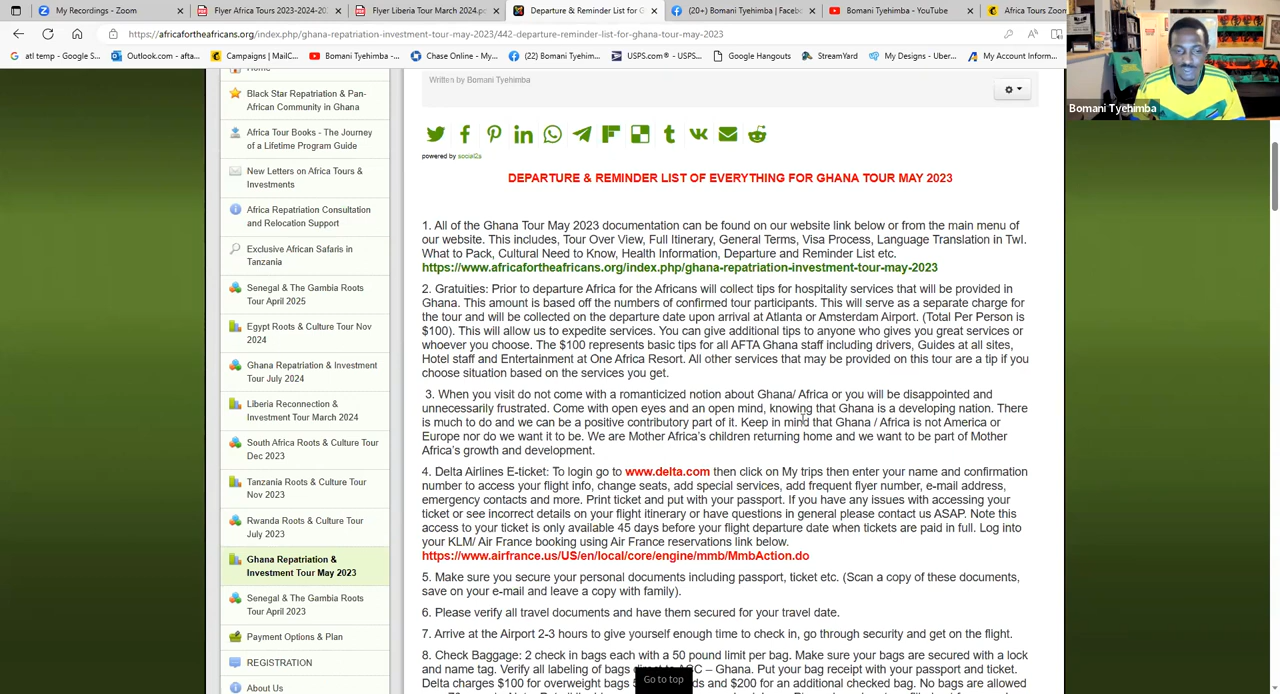 My Recordings - Zoom
Flyer Africa Tours 2023-2024-20
Flyer Liberia Tour March 2024.p
Departure & Reminder List for G
(20+) Bomani Tyehimba | Facebo
Bomani Tyehimba - YouTube
Africa Tours Zoom
https://www.africafortheafricans.org/index.php/ghana-repatriation-investment-tour-may-2023/442-departure-reminder-list-for-ghana-tour-may-2023
atl temp - Google S...
Outlook.com - afta...
Campaigns | MailC...
Bomani Tyehimba -...
Chase Online - My...
(22) Bomani Tyehim...
USPS.com® - USPS...
Google Hangouts
StreamYard
My Designs - Under...
My Account Inform...
Bomani Tyehimba
Home
Black Star Repatriation & Pan-
African Community in Ghana
Africa Tour Books - The Journey
of a Lifetime Program Guide
New Letters on Africa Tours &
Investments
Africa Repatriation Consultation
and Relocation Support
Exclusive African Safaris in
Tanzania
Senegal & The Gambia Roots
Tour April 2025
Egypt Roots & Culture Tour Nov
2024
Ghana Repatriation & Investment
Tour July 2024
Liberia Reconnection &
Investment Tour March 2024
South Africa Roots & Culture Tour
Dec 2023
Tanzania Roots & Culture Tour
Nov 2023
Rwanda Roots & Culture Tour
July 2023
Ghana Repatriation &
Investment Tour May 2023
Senegal & The Gambia Roots
Tour April 2023
Payment Options & Plan
REGISTRATION
About Us
Written by Bomani Tyehimba
powered by social2s
DEPARTURE & REMINDER LIST OF EVERYTHING FOR GHANA TOUR MAY 2023
1. All of the Ghana Tour May 2023 documentation can be found on our website link below or from the main menu of
our website. This includes, Tour Over View, Full Itinerary, General Terms, Visa Process, Language Translation in Twl.
What to Pack, Cultural Need to Know, Health Information, Departure and Reminder List etc.
https://www.africafortheafricans.org/index.php/ghana-repatriation-investment-tour-may-2023
2. Gratuities: Prior to departure Africa for the Africans will collect tips for hospitality services that will be provided in
Ghana. This amount is based off the numbers of confirmed tour participants. This will serve as a separate charge for
the tour and will be collected on the departure date upon arrival at Atlanta or Amsterdam Airport. (Total Per Person is
$100). This will allow us to expedite services. You can give additional tips to anyone who gives you great services or
whoever you choose. The $100 represents basic tips for all AFTA Ghana staff including drivers, Guides at all sites,
Hotel staff and Entertainment at One Africa Resort. All other services that may be provided on this tour are a tip if you
choose situation based on the services you get.
3. When you visit do not come with a romanticized notion about Ghana/ Africa or you will be disappointed and
unnecessarily frustrated. Come with open eyes and an open mind, knowing that Ghana is a developing nation. There
is much to do and we can be a positive contributory part of it. Keep in mind that Ghana / Africa is not America or
Europe nor do we want it to be. We are Mother Africa's children returning home and we want to be part of Mother
Africa's growth and development.
4. Delta Airlines E-ticket: To login go to www.delta.com then click on My trips then enter your name and confirmation
number to access your flight info, change seats, add special services, add frequent flyer number, e-mail address,
emergency contacts and more. Print ticket and put with your passport. If you have any issues with accessing your
ticket or see incorrect details on your flight itinerary or have questions in general please contact us ASAP. Note this
access to your ticket is only available 45 days before your flight departure date when tickets are paid in full. Log into
your KLM/ Air France booking using Air France reservations link below.
https://www.airfrance.us/US/en/local/core/engine/mmb/MmbAction.do
5. Make sure you secure your personal documents including passport, ticket etc. (Scan a copy of these documents,
save on your e-mail and leave a copy with family).
6. Please verify all travel documents and have them secured for your travel date.
7. Arrive at the Airport 2-3 hours to give yourself enough time to check in, go through security and get on the flight.
8. Check Baggage: 2 check in bags each with a 50 pound limit per bag. Make sure your bags are secured with a lock
and name tag. Verify all labeling of bags – Ghana. Put your bag receipt with your passport and ticket.
Delta charges $100 for overweight bags and $200 for an additional checked bag. No bags are allowed
Go to top